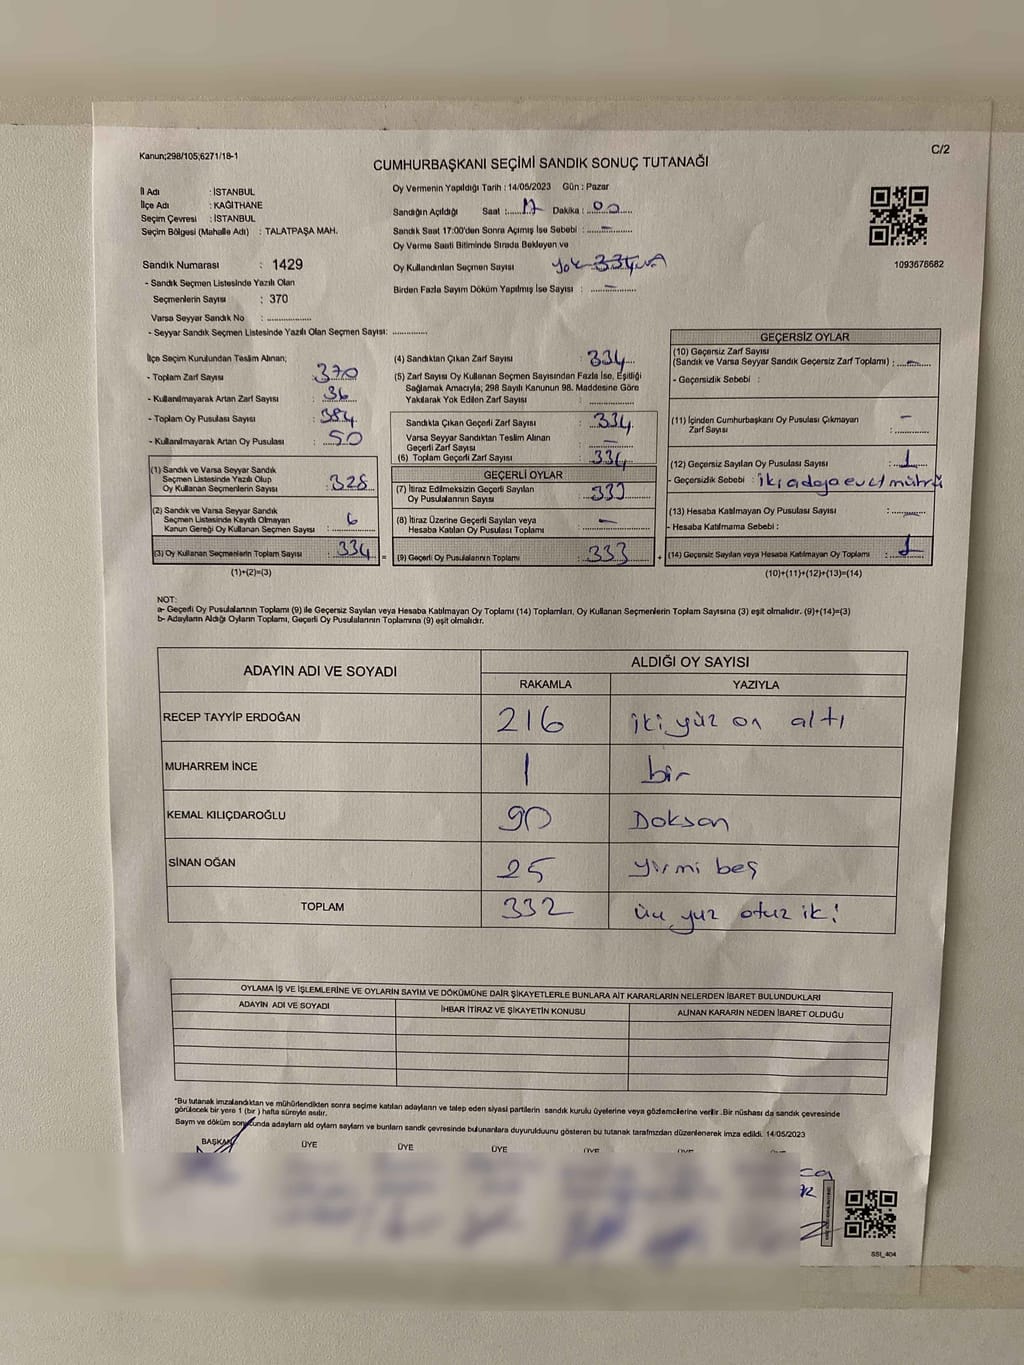 Kanun;298/105;6271/18-1
C/2
CUMHURBAŞKANI SEÇİMİ SANDIK SONUÇ TUTANAĞI
İl Adı : İSTANBUL
İlçe Adı : KAĞITHANE
Seçim Çevresi : İSTANBUL
Seçim Bölgesi (Mahalle Adı) : TALATPAŞA MAH.
Oy Vermenin Yapıldığı Tarih : 14/05/2023 Gün : Pazar
Sandığın Açıldığı Saat :.....17 Dakika :.00
Sandık Saat 17:00'den Sonra Açımış İse Sebebi : –
Oy Verme Saati Bitiminde Sırada Bekleyen ve
Oy Kullandırılan Seçmen Sayısı yok
Birden Fazla Sayım Döküm Yapılmış İse Sayısı : –
1093678682
Sandık Numarası : 1429
- Sandık Seçmen Listesinde Yazılı Olan
Seçmenlerin Sayısı : 370
Varsa Seyyar Sandık No :
- Seyyar Sandık Seçmen Listesinde Yazılı Olan Seçmen Sayısı:
İlçe Seçim Kurulundan Teslim Alınan;
- Toplam Zarf Sayısı : 370
- Kullanılmayarak Artan Zarf Sayısı : 36
- Toplam Oy Pusulası Sayısı : 384
- Kullanılmayarak Artan Oy Pusulası : 50
(1) Sandık ve Varsa Seyyar Sandık
Seçmen Listesinde Yazılı Olup
Oy Kullanan Seçmenlerin Sayısı : 328
(2) Sandık ve Varsa Seyyar Sandık
Seçmen Listesinde Kayıtlı Olmayan
Kanun Gereği Oy Kullanan Seçmen Sayısı : 6
(3) Oy Kullanan Seçmenlerin Toplam Sayısı : 334
(1)+(2)=(3)
(4) Sandıktan Çıkan Zarf Sayısı : 334
(5) Zarf Sayısı Oy Kullanan Seçmen Sayısından Fazla İse, Eşitliği
Sağlamak Amacıyla; 298 Sayılı Kanunun 98. Maddesine Göre
Yakılarak Yok Edilen Zarf Sayısı :
Sandıkta Çıkan Geçerli Zarf Sayısı : 334
Varsa Seyyar Sandıktan Teslim Alınan
Geçerli Zarf Sayısı : –
(6) Toplam Geçerli Zarf Sayısı : 334
GEÇERLİ OYLAR
(7) İtiraz Edilmeksizin Geçerli Sayılan
Oy Pusulalarının Sayısı : 333
(8) İtiraz Üzerine Geçerli Sayılan veya
Hesaba Katılan Oy Pusulası Toplamı : –
= (9) Geçerli Oy Pusulalarının Toplamı : 333
GEÇERSİZ OYLAR
(10) Geçersiz Zarf Sayısı
(Sandık ve Varsa Seyyar Sandık Geçersiz Zarf Toplamı) : –
- Geçersizlik Sebebi :
(11) İçinden Cumhurbaşkanı Oy Pusulası Çıkmayan
Zarf Sayısı : –
(12) Geçersiz Sayılan Oy Pusulası Sayısı : 1
- Geçersizlik Sebebi : iki adaya evet mührü
(13) Hesaba Katılmayan Oy Pusulası Sayısı : –
- Hesaba Katılmama Sebebi :
+ (14) Geçersiz Sayılan veya Hesaba Katılmayan Oy Toplamı : 1
(10)+(11)+(12)+(13)=(14)
NOT:
a- Geçerli Oy Pusulalarının Toplamı (9) ile Geçersiz Sayılan veya Hesaba Katılmayan Oy Toplamı (14) Toplamları, Oy Kullanan Seçmenlerin Toplam Sayısına (3) eşit olmalıdır. (9)+(14)=(3)
b- Adayların Aldığı Oyların Toplamı, Geçerli Oy Pusulalarının Toplamına (9) eşit olmalıdır.
ADAYIN ADI VE SOYADI ALDIĞI OY SAYISI
RAKAMLA YAZIYLA
RECEP TAYYİP ERDOĞAN 216 iki yüz on altı
MUHARREM İNCE 1 bir
KEMAL KILIÇDAROĞLU 90 Doksan
SİNAN OĞAN 25 yirmi beş
TOPLAM 332 üç yüz otuz iki
OYLAMA İŞ VE İŞLEMLERİNE VE OYLARIN SAYIM VE DÖKÜMÜNE DAİR ŞİKAYETLERLE BUNLARA AİT KARARLARIN NELERDEN İBARET BULUNDUKLARI
ADAYIN ADI VE SOYADI İHBAR İTİRAZ VE ŞİKAYETİN KONUSU ALINAN KARARIN NEDEN İBARET OLDUĞU
*Bu tutanak imzalandıktan ve mühürlendikten sonra seçime katılan adayların ve talep eden siyasi partilerin sandık kurulu üyelerine veya gözlemcilerine verilir. Bir nüshası da sandık çevresinde
görülecek bir yere 1 (bir ) hafta süreyle asılır.
Sayım ve döküm sonucunda adayların ald oyların sayların ve bunların sandk çevresinde bulunanlara duyurulduunu gösteren bu tutanak tarafmzdan düzenlenerek imza edildi. 14/05/2023
BAŞKAN ÜYE ÜYE ÜYE ÜYE
SSI_404